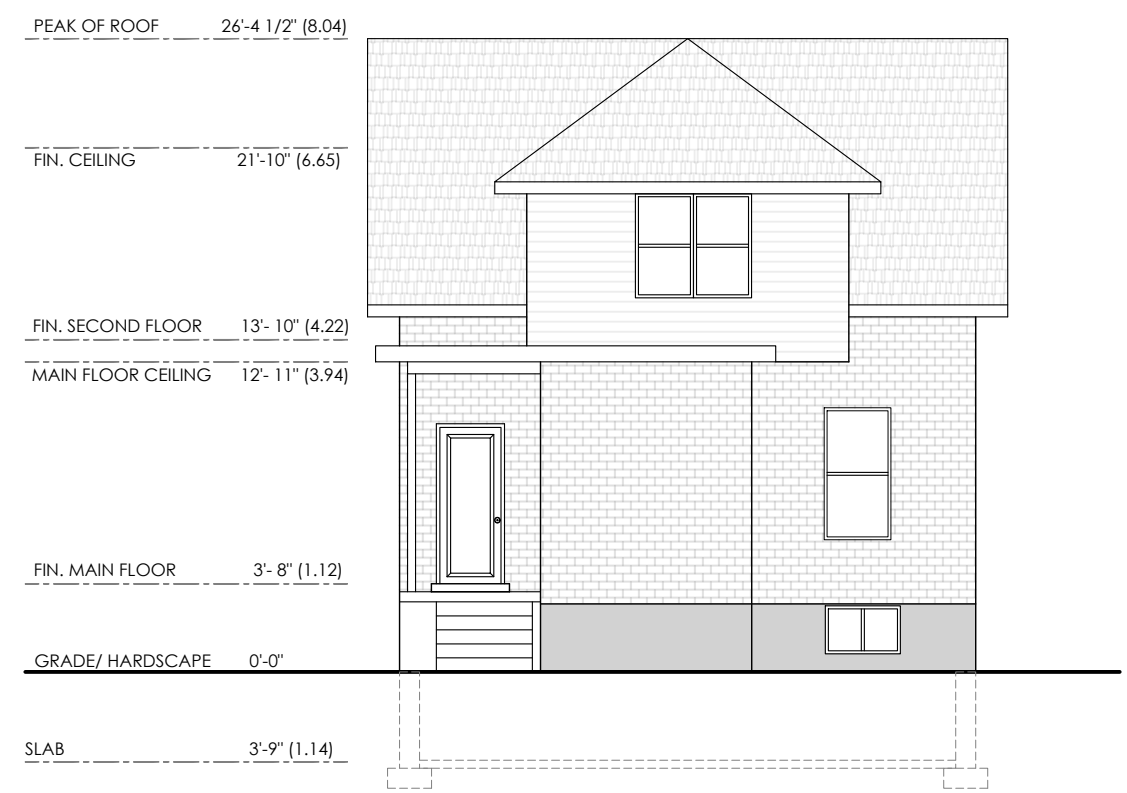 PEAK OF ROOF 26'-4 1/2" (8.04)
FIN. CEILING 21'-10" (6.65)
FIN. SECOND FLOOR 13'- 10" (4.22)
MAIN FLOOR CEILING 12'- 11" (3.94)
FIN. MAIN FLOOR 3'- 8" (1.12)
GRADE/ HARDSCAPE 0'-0"
SLAB 3'-9" (1.14)